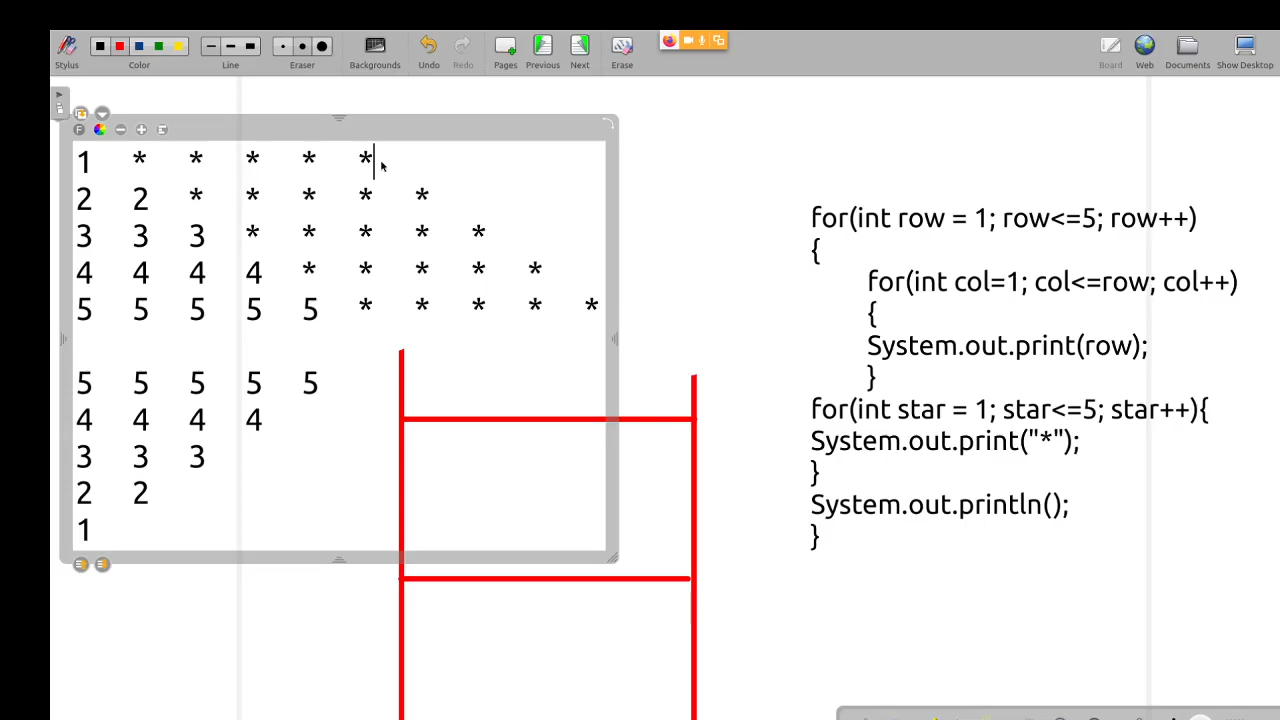 Stylus Color Line Eraser Backgrounds Undo Redo Pages Previous Next Erase Board Web Documents Show Desktop
F
1 * * * * *
2 2 * * * * *
3 3 3 * * * * *
4 4 4 4 * * * * *
5 5 5 5 5 * * * * *
5 5 5 5 5
4 4 4 4
3 3 3
2 2
1
for(int row = 1; row<=5; row++)
{
for(int col=1; col<=row; col++)
{
System.out.print(row);
}
for(int star = 1; star<=5; star++){
System.out.print("*");
}
System.out.println();
}